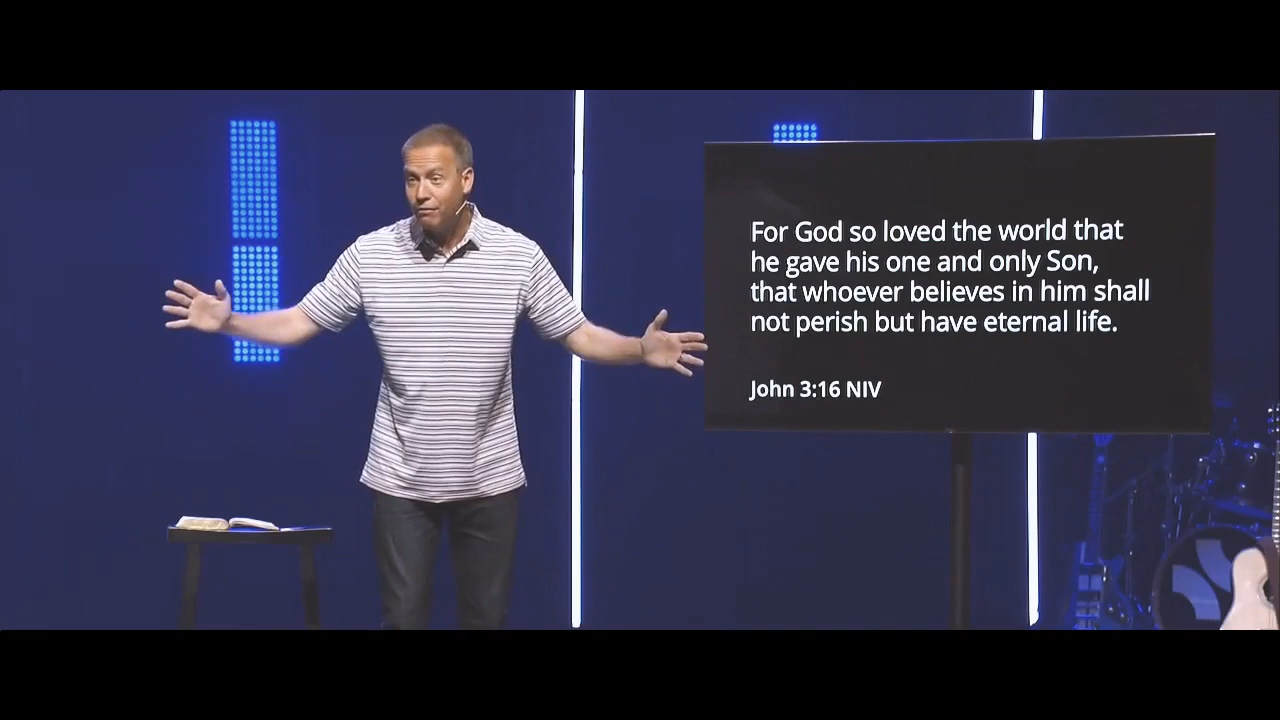 For God so loved the world that
he gave his one and only Son,
that whoever believes in him shall
not perish but have eternal life.
John 3:16 NIV